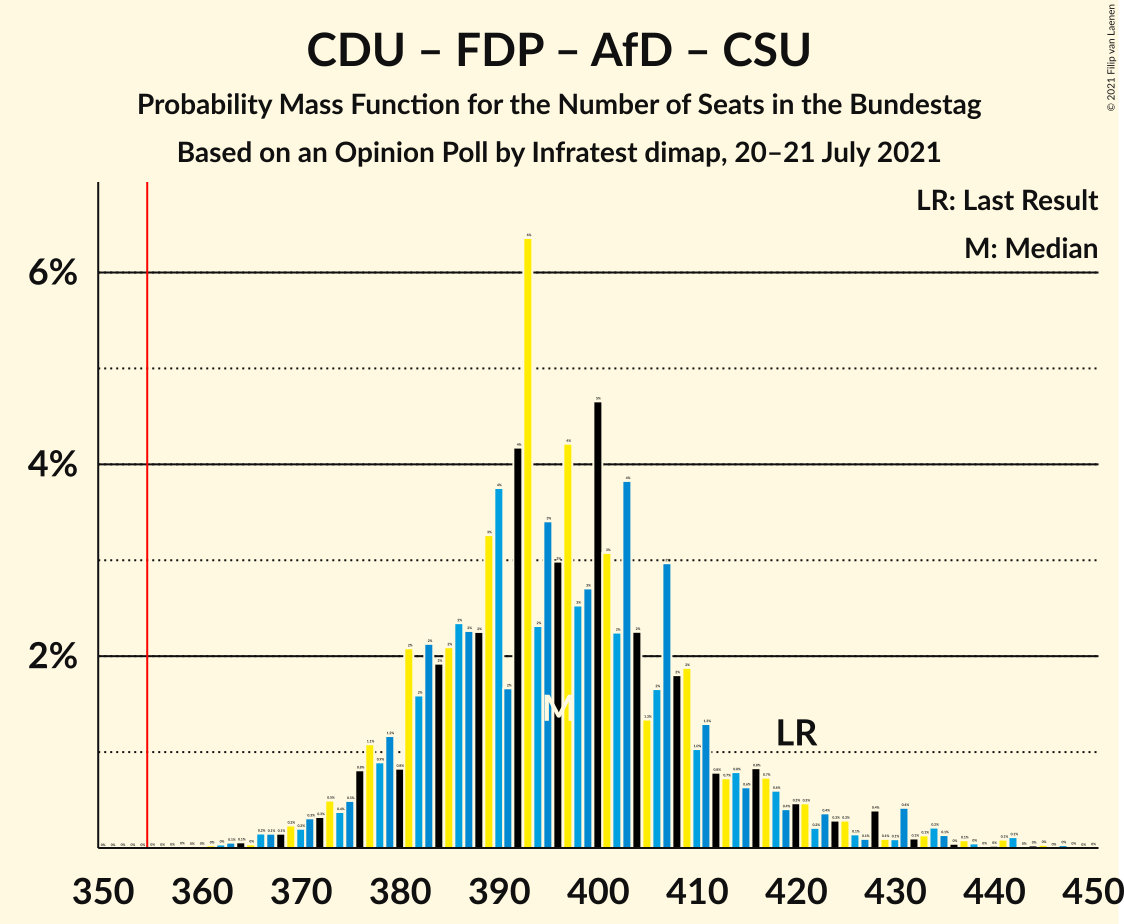 CDU – FDP – AfD – CSU
Probability Mass Function for the Number of Seats in the Bundestag
Based on an Opinion Poll by Infratest dimap, 20–21 July 2021
© 2021 Filip van Laenen
LR: Last Result
M: Median
6%
4%
2%
M
LR
350 360 370 380 390 400 410 420 430 440 450